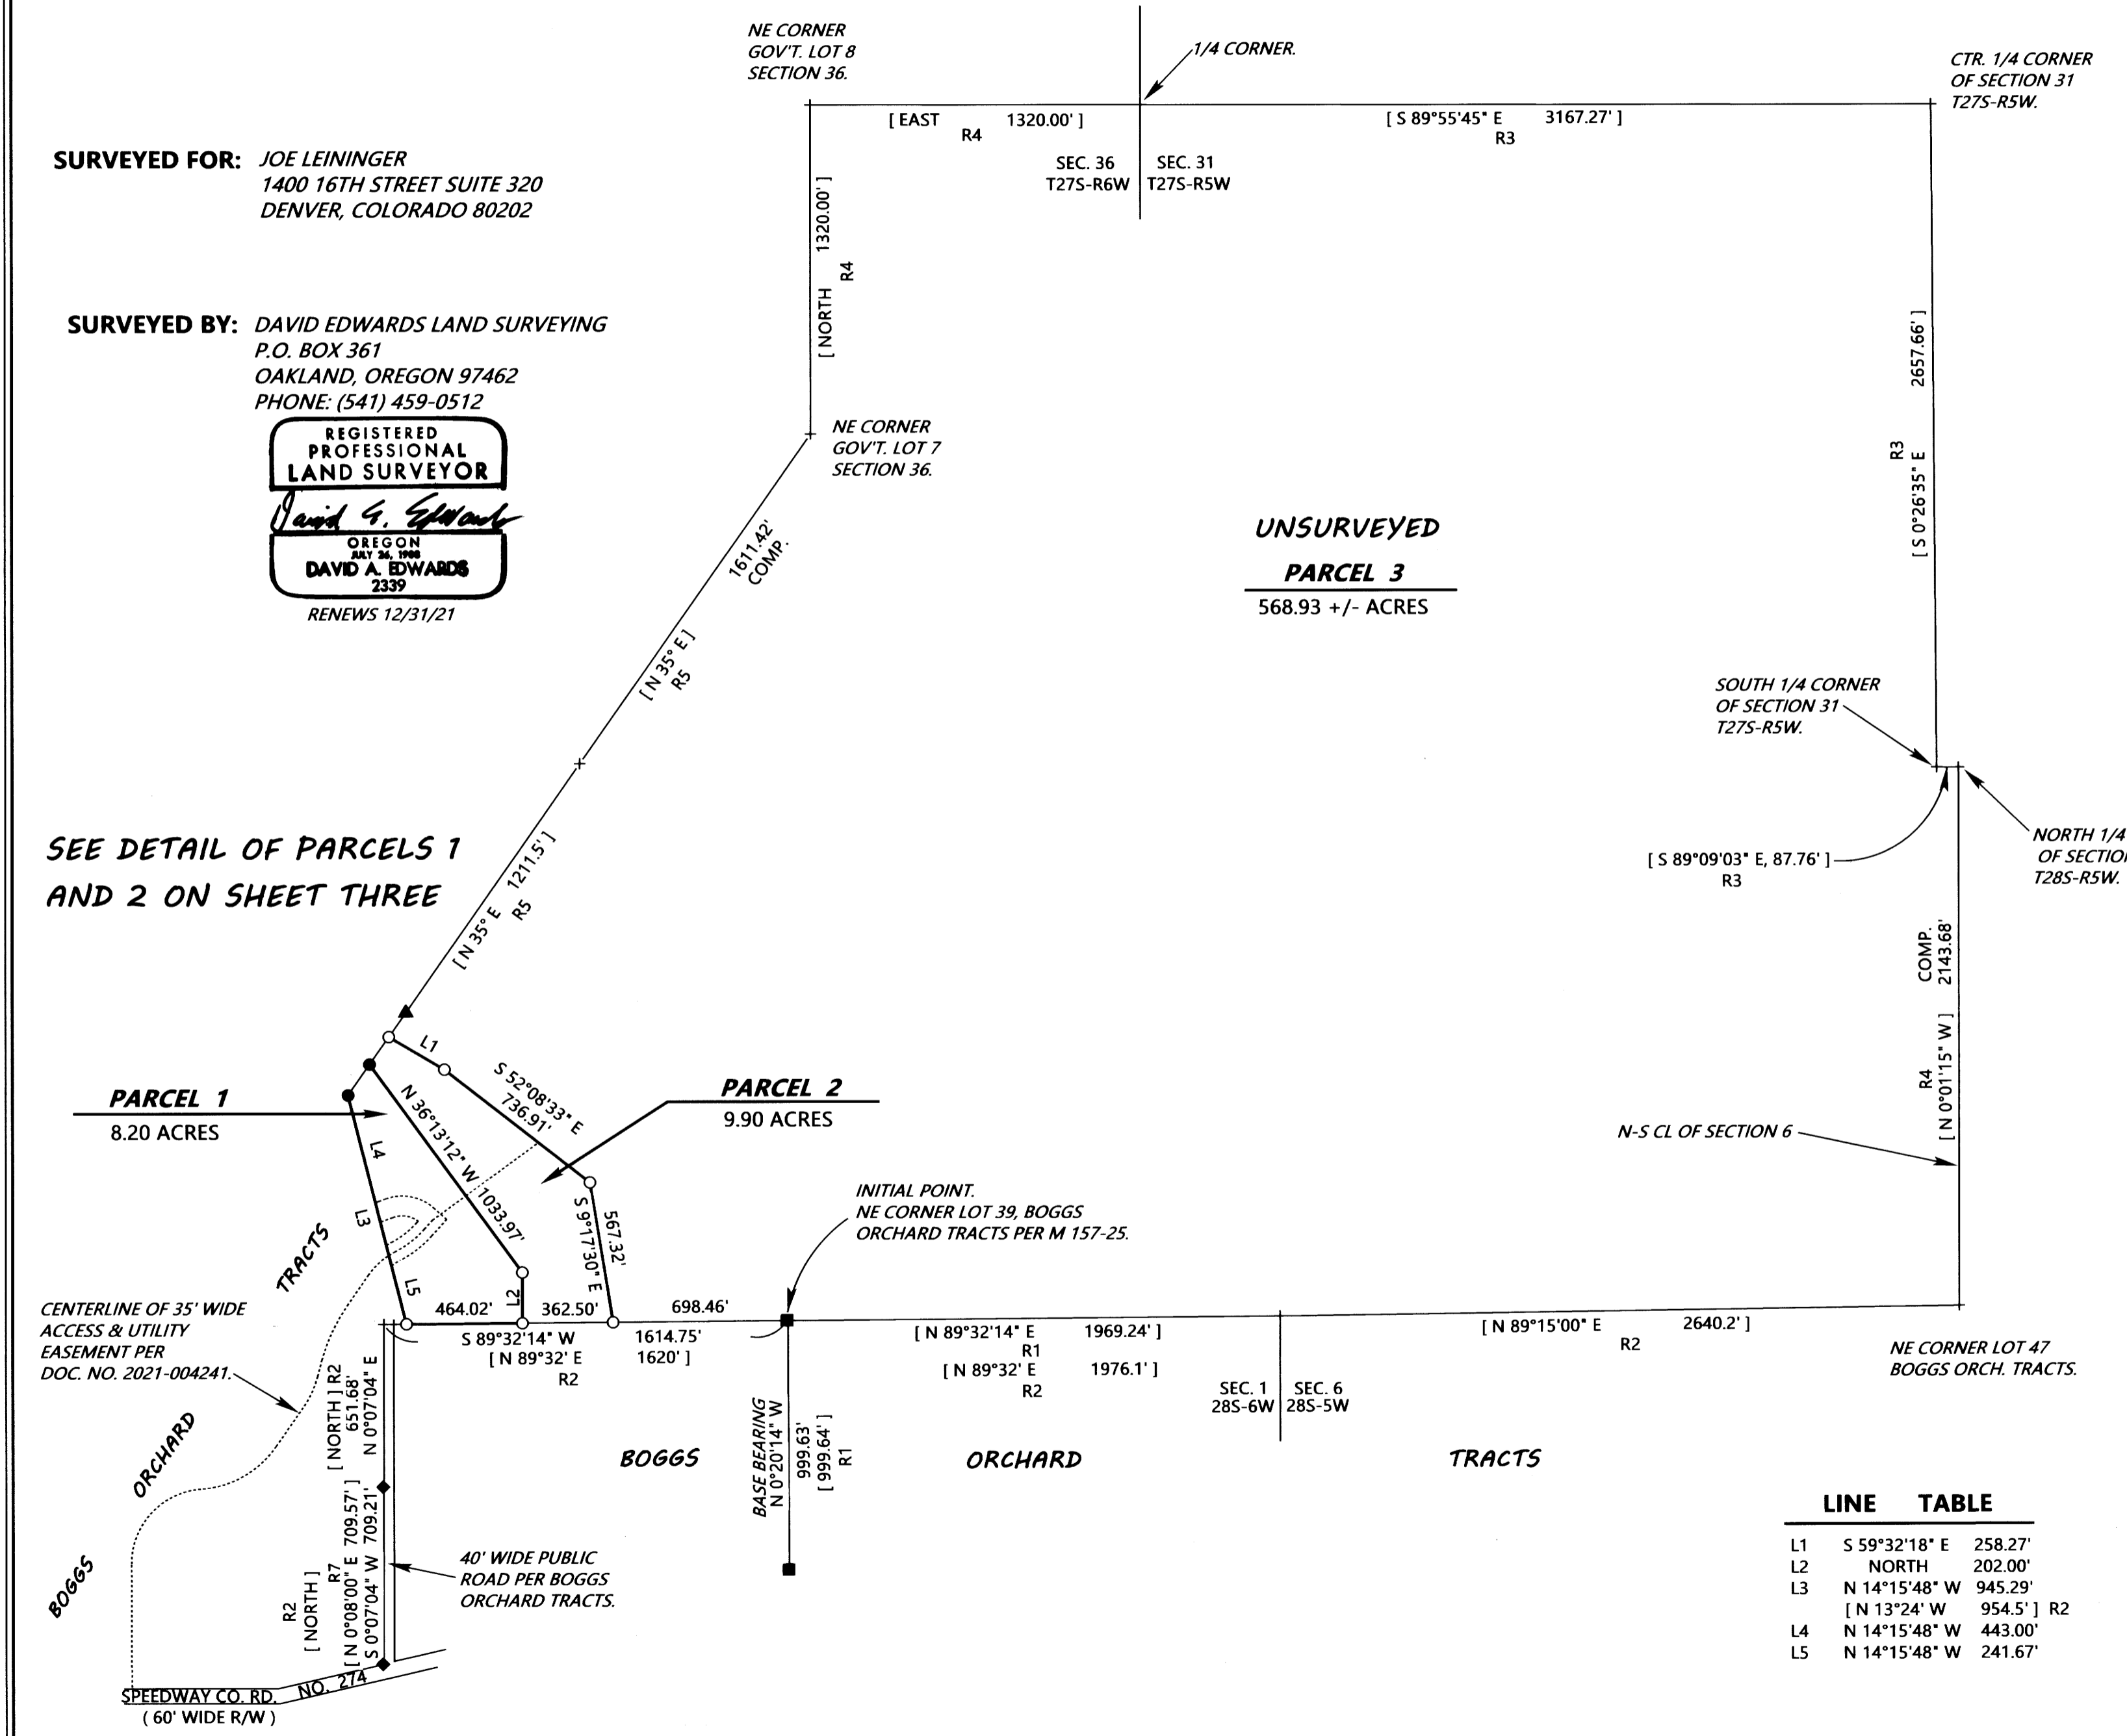 NE CORNER
GOV'T. LOT 8
SECTION 36.
1/4 CORNER.
CTR. 1/4 CORNER
OF SECTION 31
T27S-R5W.
[ EAST 1320.00' ]
R4
[ S 89°55'45" E 3167.27' ]
R3
SEC. 36
T27S-R6W
SEC. 31
T27S-R5W
SURVEYED FOR: JOE LEININGER
1400 16TH STREET SUITE 320
DENVER, COLORADO 80202
[ NORTH 1320.00' ]
R4
SURVEYED BY: DAVID EDWARDS LAND SURVEYING
P.O. BOX 361
OAKLAND, OREGON 97462
PHONE: (541) 459-0512
REGISTERED
PROFESSIONAL
LAND SURVEYOR
David A. Edwards
OREGON
JULY 26, 1988
DAVID A. EDWARDS
2339
RENEWS 12/31/21
NE CORNER
GOV'T. LOT 7
SECTION 36.
[ S 0°26'35" E 2657.66' ]
R3
1611.42'
COMP.
[ N 35° E ]
R5
UNSURVEYED
PARCEL 3
568.93 +/- ACRES
SOUTH 1/4 CORNER
OF SECTION 31
T27S-R5W.
NORTH 1/4
OF SECTIO
T28S-R5W.
[ S 89°09'03" E, 87.76' ]
R3
SEE DETAIL OF PARCELS 1
AND 2 ON SHEET THREE
[ N 35° E 1211.5' ]
R5
COMP.
2143.68'
R4
[ N 0°01'15" W ]
N-S CL OF SECTION 6
L1
S 52°08'33" E
736.91'
PARCEL 1
8.20 ACRES
PARCEL 2
9.90 ACRES
N 36°13'12" W 1033.97'
L4
L3
L5
L2
S 9°17'30" E
567.32'
INITIAL POINT.
NE CORNER LOT 39, BOGGS
ORCHARD TRACTS PER M 157-25.
TRACTS
ORCHARD
BOGGS
CENTERLINE OF 35' WIDE
ACCESS & UTILITY
EASEMENT PER
DOC. NO. 2021-004241.
464.02'
362.50'
698.46'
S 89°32'14" W 1614.75'
[ N 89°32' E 1620' ]
R2
[ N 89°32'14" E 1969.24' ]
R1
[ N 89°32' E 1976.1' ]
R2
[ N 89°15'00" E 2640.2' ]
R2
NE CORNER LOT 47
BOGGS ORCH. TRACTS.
SEC. 1
28S-6W
SEC. 6
28S-5W
[ NORTH ] R2
651.68'
N 0°07'04" E
BASE BEARING
N 0°20'14" W
999.63'
[ 999.64' ]
R1
BOGGS ORCHARD TRACTS
R2
[ NORTH ]
R7
[ N 0°08'00" E 709.57' ]
S 0°07'04" W 709.21'
40' WIDE PUBLIC
ROAD PER BOGGS
ORCHARD TRACTS.
SPEEDWAY CO. RD. NO. 274
( 60' WIDE R/W )
LINE TABLE
L1 S 59°32'18" E 258.27'
L2 NORTH 202.00'
L3 N 14°15'48" W 945.29'
[ N 13°24' W 954.5' ] R2
L4 N 14°15'48" W 443.00'
L5 N 14°15'48" W 241.67'